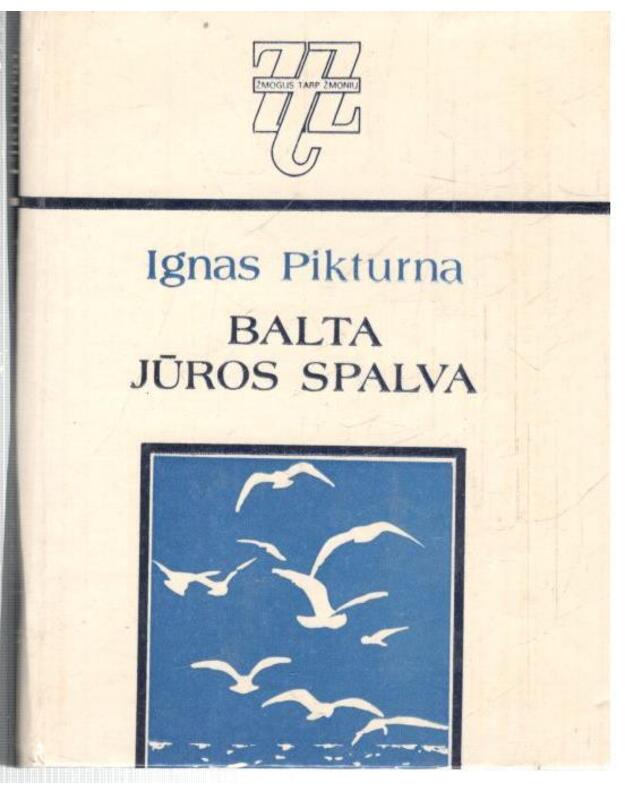 ŽMOGUS TARP ŽMONIŲ
Ignas Pikturna
BALTA
JŪROS SPALVA